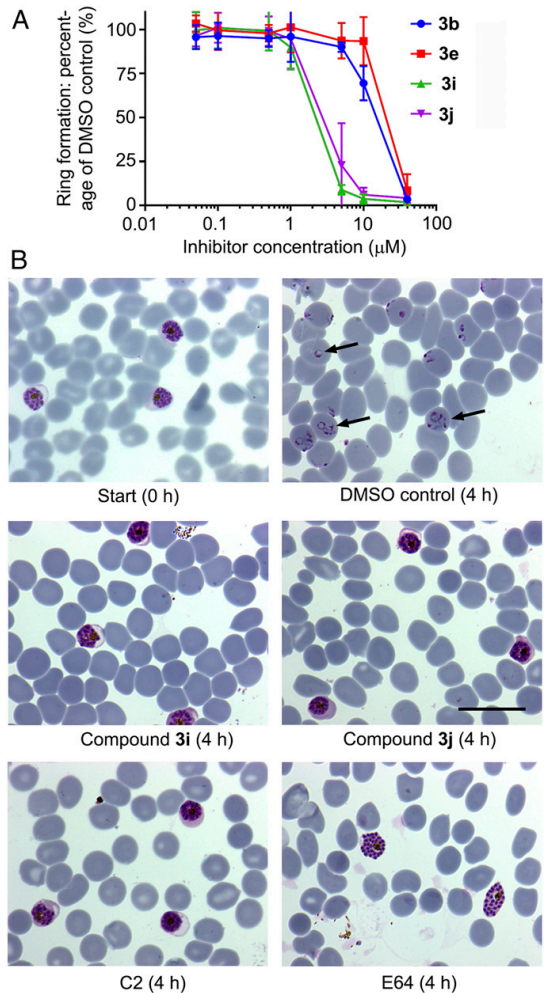 A
Ring formation: percent-
age of DMSO control (%)
100
75
50
25
0
0.01
0.1
1
10
100
Inhibitor concentration (μM)
3b
3e
3i
3j
B
Start (0 h)
DMSO control (4 h)
Compound 3i (4 h)
Compound 3j (4 h)
C2 (4 h)
E64 (4 h)